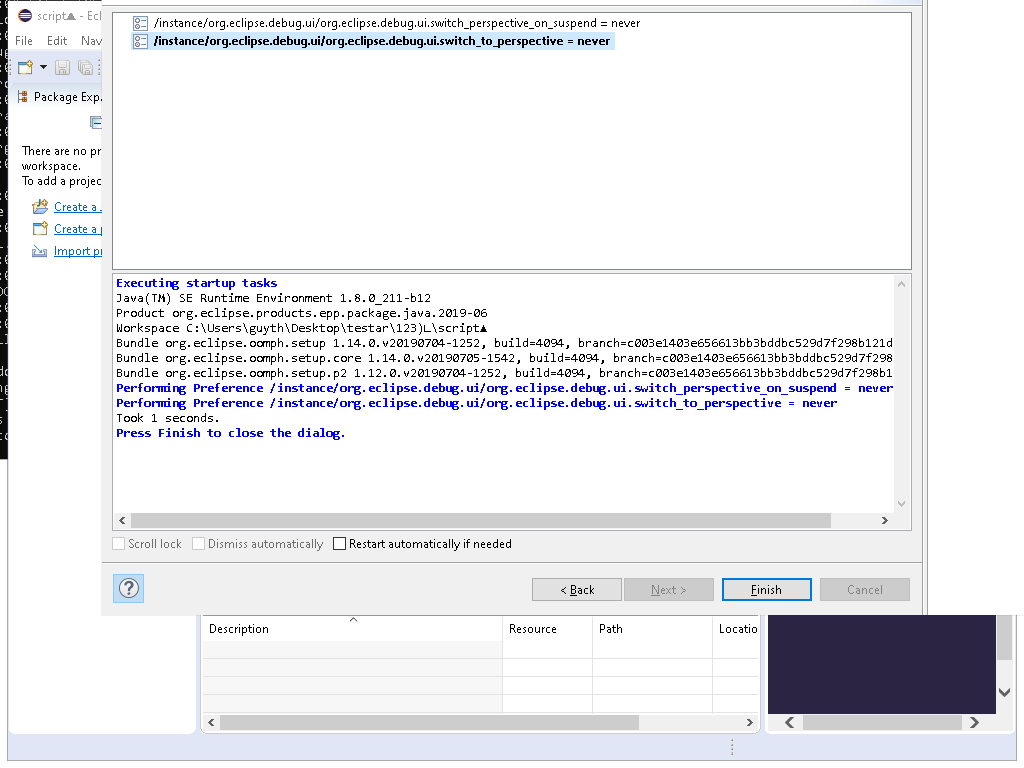 script▲ - Ecl
File Edit Nav
Package Exp
There are no pr
workspace.
To add a projec
Create a
Create a
Import pr
/instance/org.eclipse.debug.ui/org.eclipse.debug.ui.switch_perspective_on_suspend = never
/instance/org.eclipse.debug.ui/org.eclipse.debug.ui.switch_to_perspective = never
Executing startup tasks
Java(TM) SE Runtime Environment 1.8.0_211-b12
Product org.eclipse.products.epp.package.java.2019-06
Workspace C:\Users\guyth\Desktop\testar\123)∟\script▲
Bundle org.eclipse.oomph.setup 1.14.0.v20190704-1252, build=4094, branch=c003e1403e656613bb3bddbc529d7f298b121d
Bundle org.eclipse.oomph.setup.core 1.14.0.v20190705-1542, build=4094, branch=c003e1403e656613bb3bddbc529d7f298
Bundle org.eclipse.oomph.setup.p2 1.12.0.v20190704-1252, build=4094, branch=c003e1403e656613bb3bddbc529d7f298b1
Performing Preference /instance/org.eclipse.debug.ui/org.eclipse.debug.ui.switch_perspective_on_suspend = never
Performing Preference /instance/org.eclipse.debug.ui/org.eclipse.debug.ui.switch_to_perspective = never
Took 1 seconds.
Press Finish to close the dialog.
Scroll lock Dismiss automatically Restart automatically if needed
? < Back Next > Finish Cancel
Description Resource Path Locatio